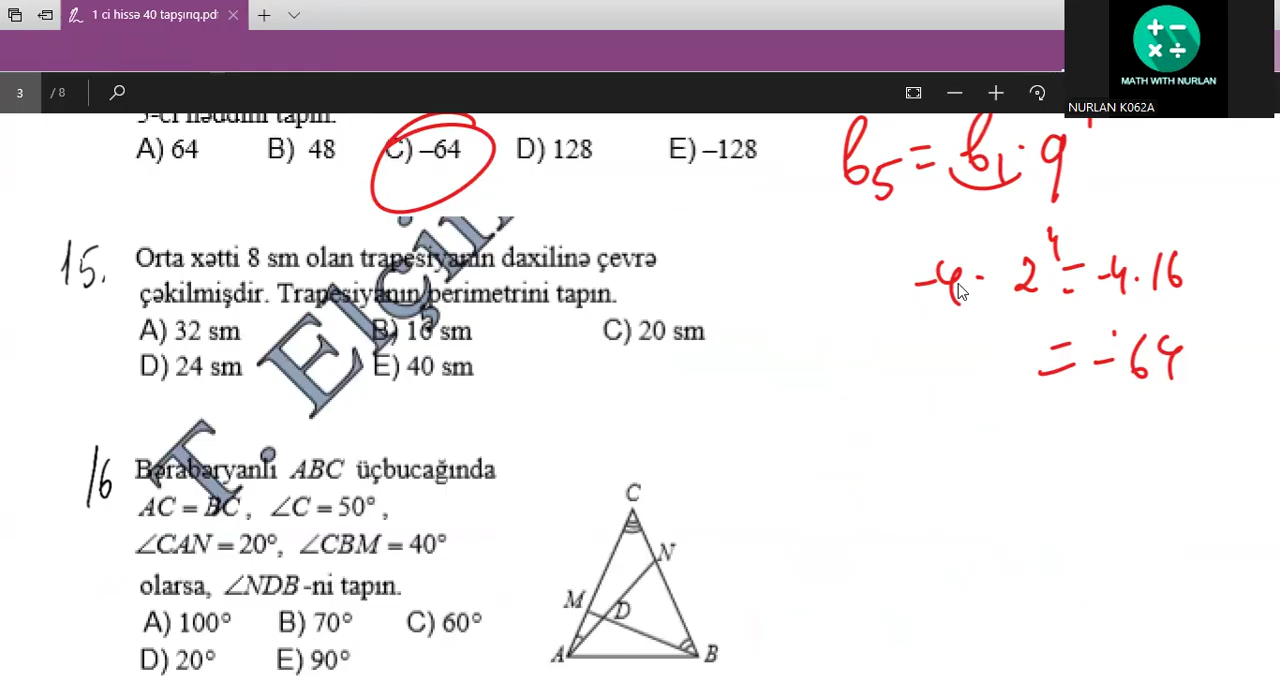 1 ci hissə 40 tapşırıq.pdf
3 / 8
MATH WITH NURLAN
NURLAN K062A
5-ci həddini tapın.
A) 64 B) 48 C) –64 D) 128 E) –128
b5 = b1 · q
-4 · 2^4 = -4 · 16
= -64
15. Orta xətti 8 sm olan trapesiyanın daxilinə çevrə
çəkilmişdir. Trapesiyanın perimetrini tapın.
A) 32 sm B) 16 sm C) 20 sm
D) 24 sm E) 40 sm
T. Elçin
16 Bərabəryanlı ABC üçbucağında
AC = BC, ∠C = 50°,
∠CAN = 20°, ∠CBM = 40°
olarsa, ∠NDB -ni tapın.
A) 100° B) 70° C) 60°
D) 20° E) 90°
C
N
M
D
A
B